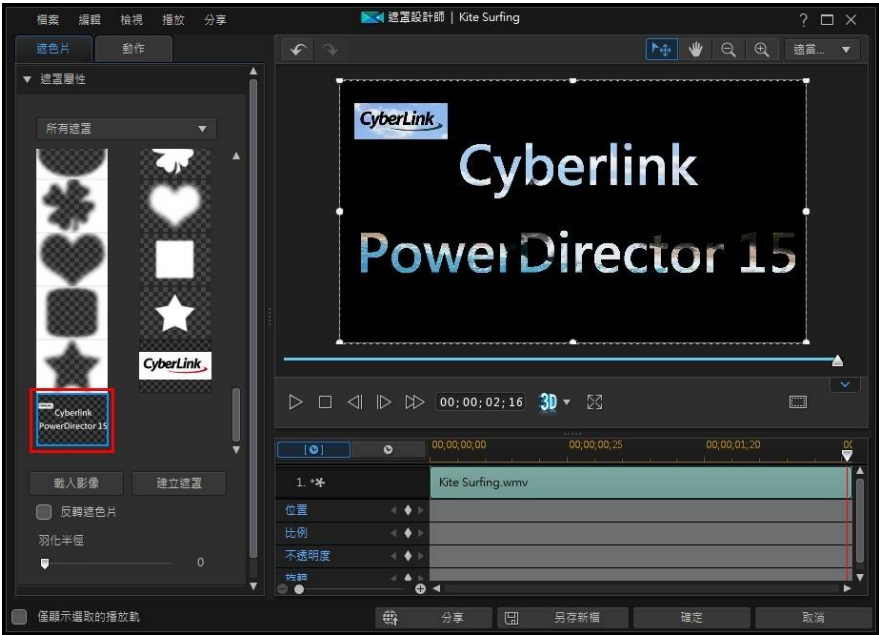 檔案 編輯 檢視 播放 分享
遮罩設計師 | Kite Surfing
? 
遮色片 動作
適當...
遮罩屬性
所有遮罩
CyberLink
Cyberlink
PowerDirector 15
CyberLink
Cyberlink
PowerDirector 15
載入影像 建立遮罩
反轉遮色片
羽化半徑
0
00;00;02;16 3D
00;00;00;00 00;00;00;25 00;00;01;20 00
1. Kite Surfing.wmv
位置
比例
不透明度
旋轉
僅顯示選取的播放軌
分享 另存新檔 確定 取消